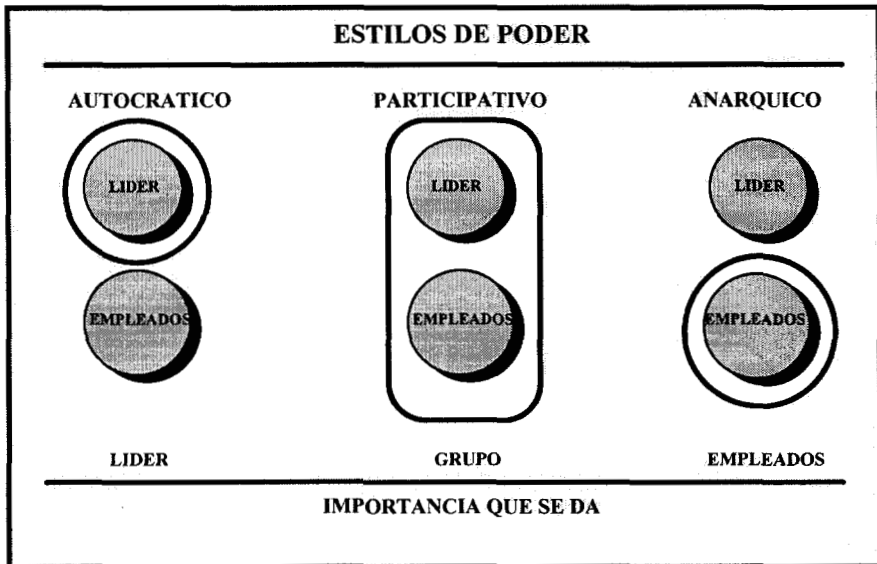 ESTILOS DE PODER
AUTOCRATICO PARTICIPATIVO ANARQUICO
LIDER LIDER LIDER
EMPLEADOS EMPLEADOS EMPLEADOS
LIDER GRUPO EMPLEADOS
IMPORTANCIA QUE SE DA